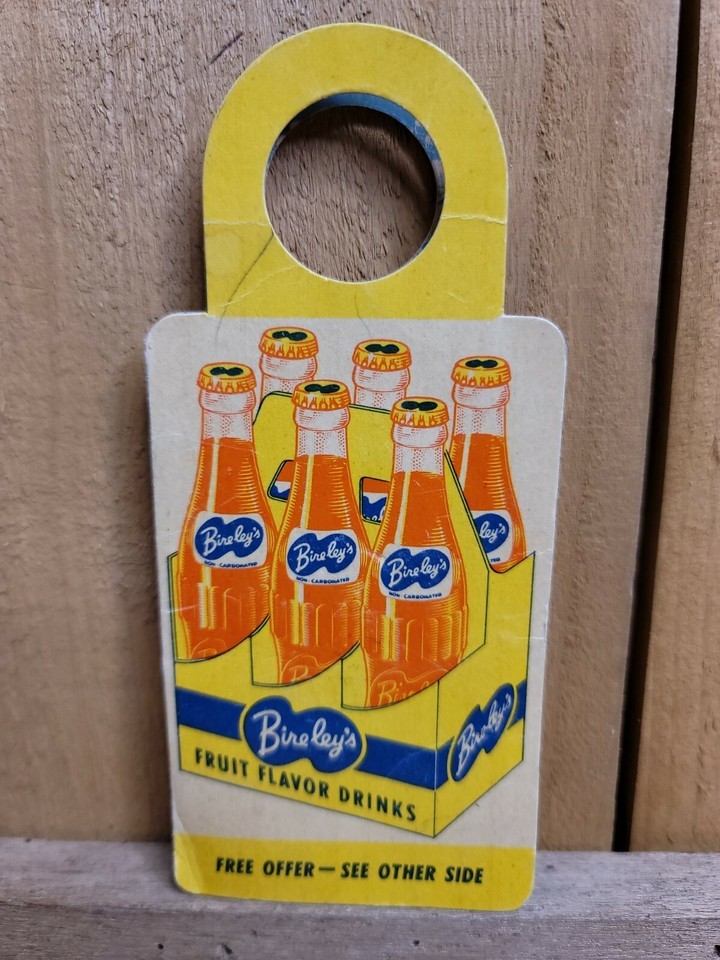 Bireley's
NON-CARBONATED
Bireley's
NON-CARBONATED
Bireley's
NON-CARBONATED
ley's
Bireley's
Bireley's
FRUIT FLAVOR DRINKS
FREE OFFER — SEE OTHER SIDE